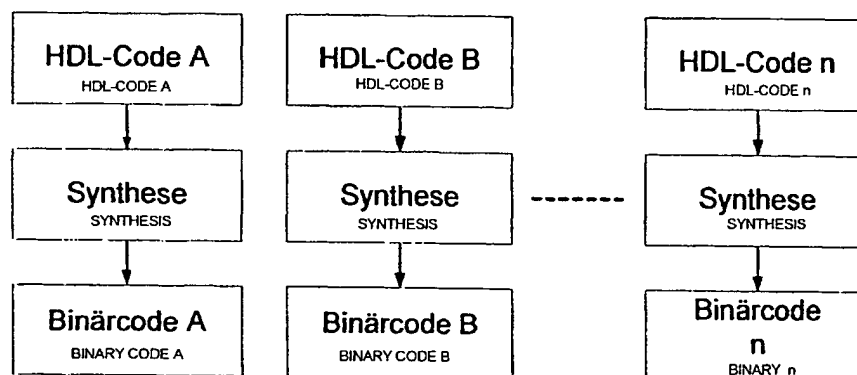 HDL-Code A
HDL-CODE A
HDL-Code B
HDL-CODE B
HDL-Code n
HDL-CODE n
Synthese
SYNTHESIS
Synthese
SYNTHESIS
Synthese
SYNTHESIS
Binärcode A
BINARY CODE A
Binärcode B
BINARY CODE B
Binärcode
n
BINARY n